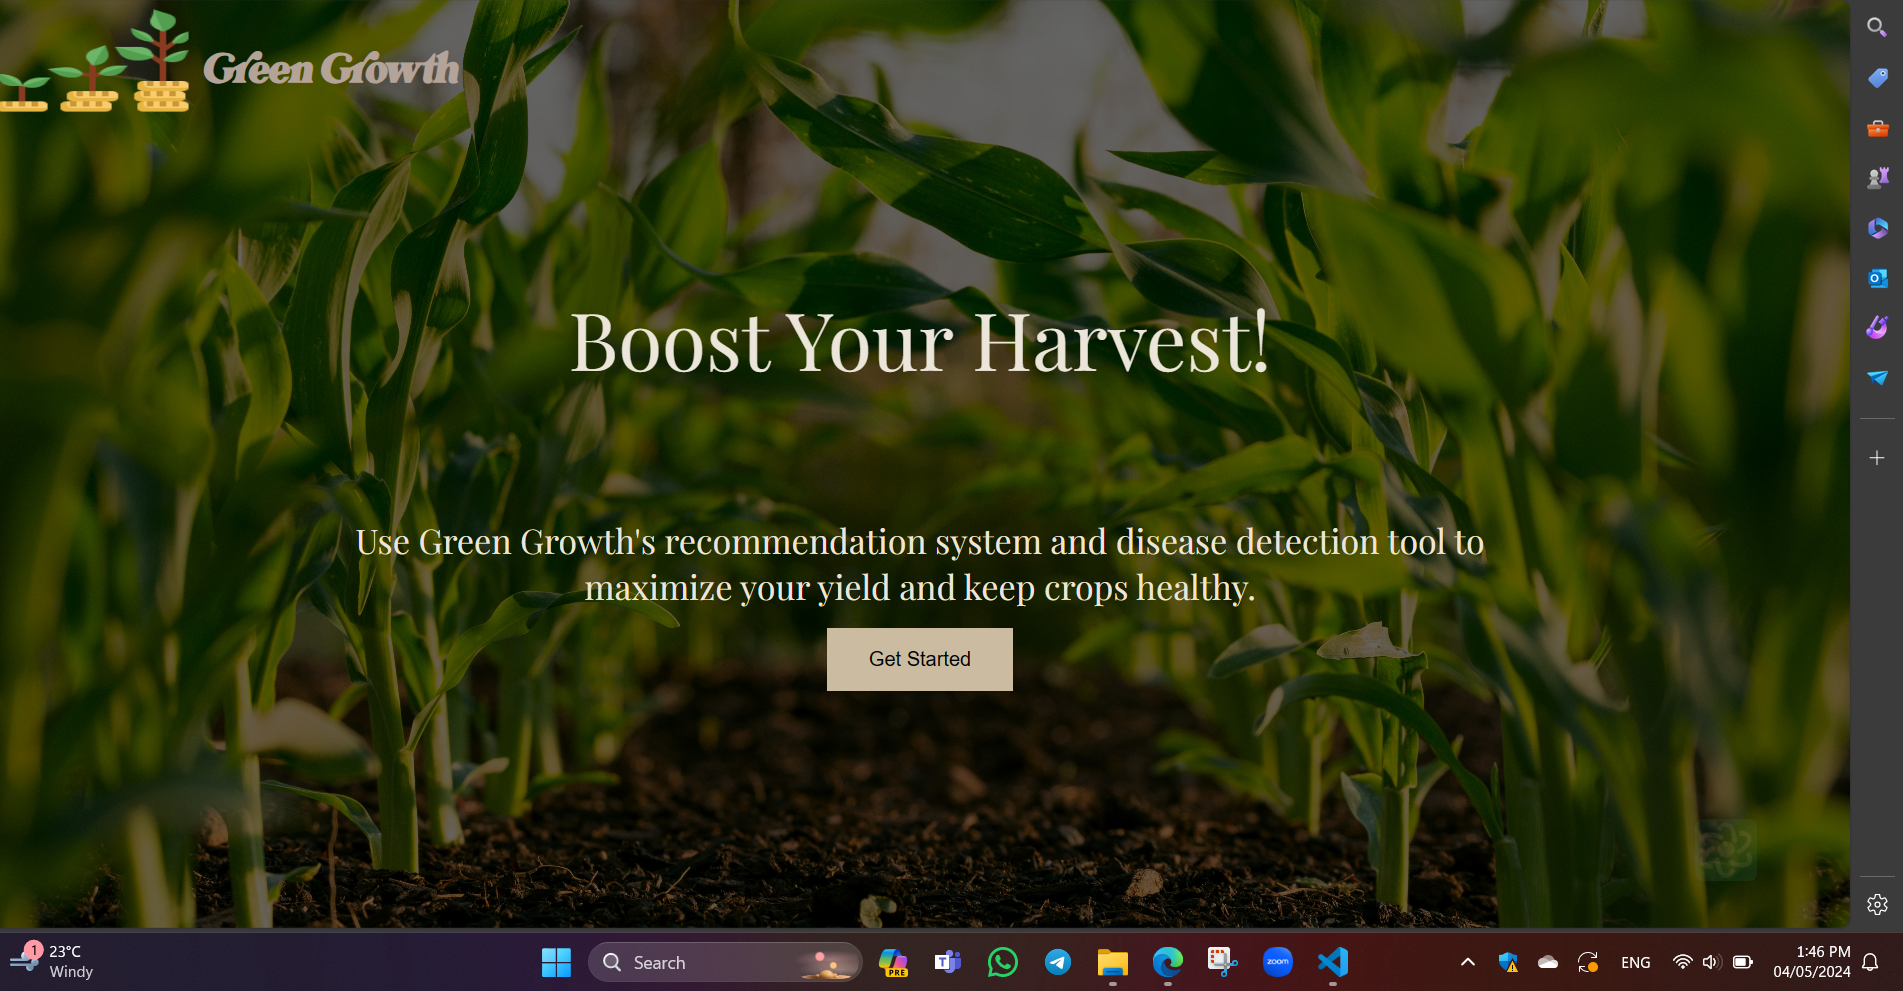 Green Growth
Boost Your Harvest!
Use Green Growth's recommendation system and disease detection tool to
maximize your yield and keep crops healthy.
Get Started
1
23°C
Windy
Search
PRE
zoom
ENG
1:46 PM
04/05/2024